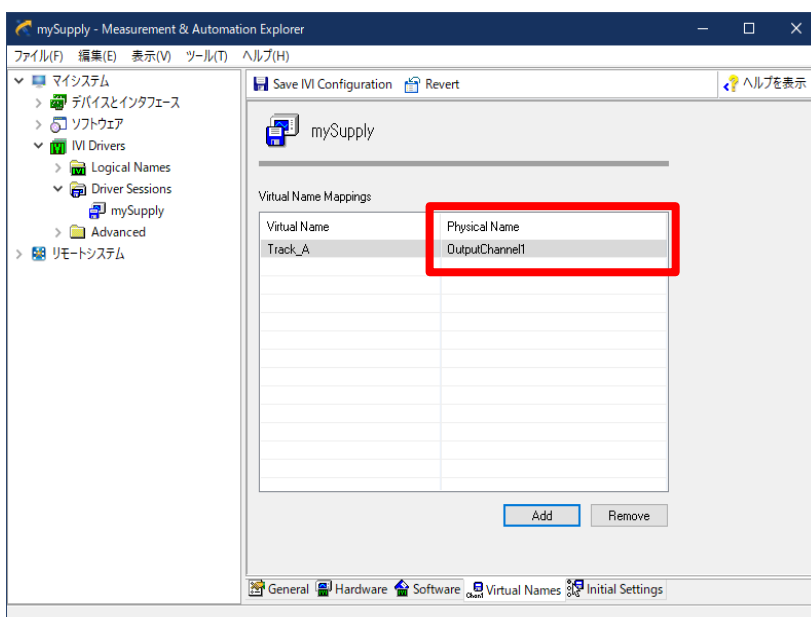 mySupply - Measurement & Automation Explorer
ファイル(F) 編集(E) 表示(V) ツール(T) ヘルプ(H)
マイシステム
デバイスとインタフェース
ソフトウェア
IVI Drivers
Logical Names
Driver Sessions
mySupply
Advanced
リモートシステム
Save IVI Configuration Revert
ヘルプを表示
mySupply
Virtual Name Mappings
Virtual Name Physical Name
Track_A OutputChannel1
Add Remove
General Hardware Software Virtual Names Initial Settings